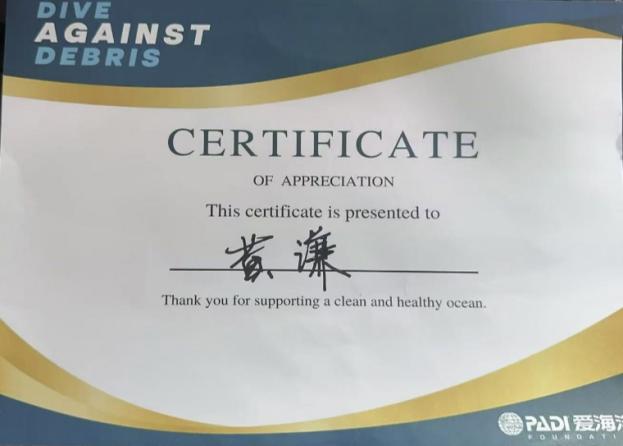 DIVE
AGAINST
DEBRIS
CERTIFICATE
OF APPRECIATION
This certificate is presented to
黄 谦
Thank you for supporting a clean and healthy ocean.
PADI 爱海